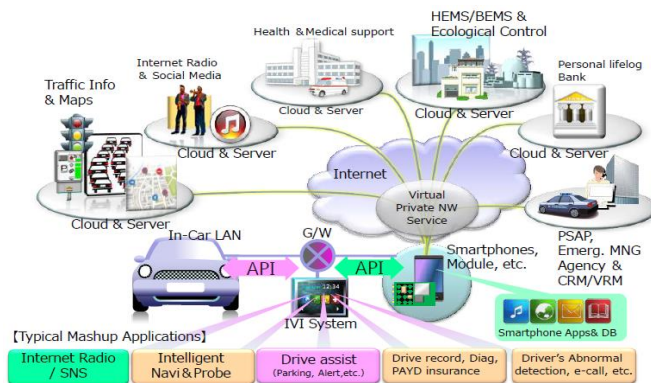 HEMS/BEMS &
Ecological Control
Health &Medical support
Internet Radio
& Social Media
Personal lifelog
Bank
Traffic Info
& Maps
Cloud & Server
Cloud & Server
Cloud & Server
Cloud & Server
Cloud & Server
Internet
Virtual
Private NW
Service
In-Car LAN
G/W
Smartphones,
Module, etc.
PSAP,
Emerg. MNG
Agency &
CRM/VRM
API
API
12:34
IVI System
Smartphone Apps& DB
【Typical Mashup Applications】
Internet Radio
/ SNS
Intelligent
Navi&Probe
Drive assist
(Parking, Alert,etc.)
Drive record, Diag,
PAYD insurance
Driver's Abnormal
detection, e-call, etc.